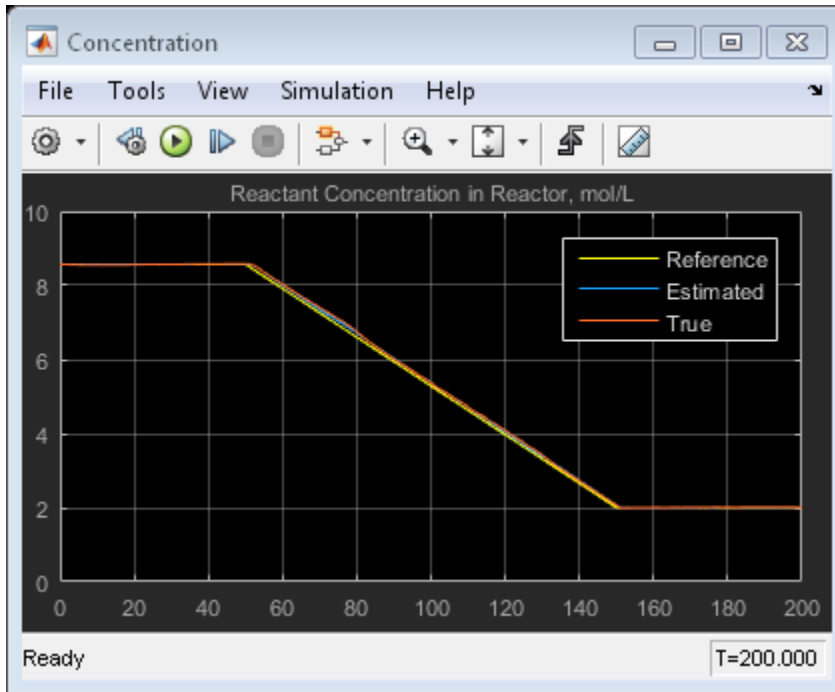 Concentration
File Tools View Simulation Help
Reactant Concentration in Reactor, mol/L
10
8
6
4
2
0
Reference
Estimated
True
0 20 40 60 80 100 120 140 160 180 200
Ready T=200.000